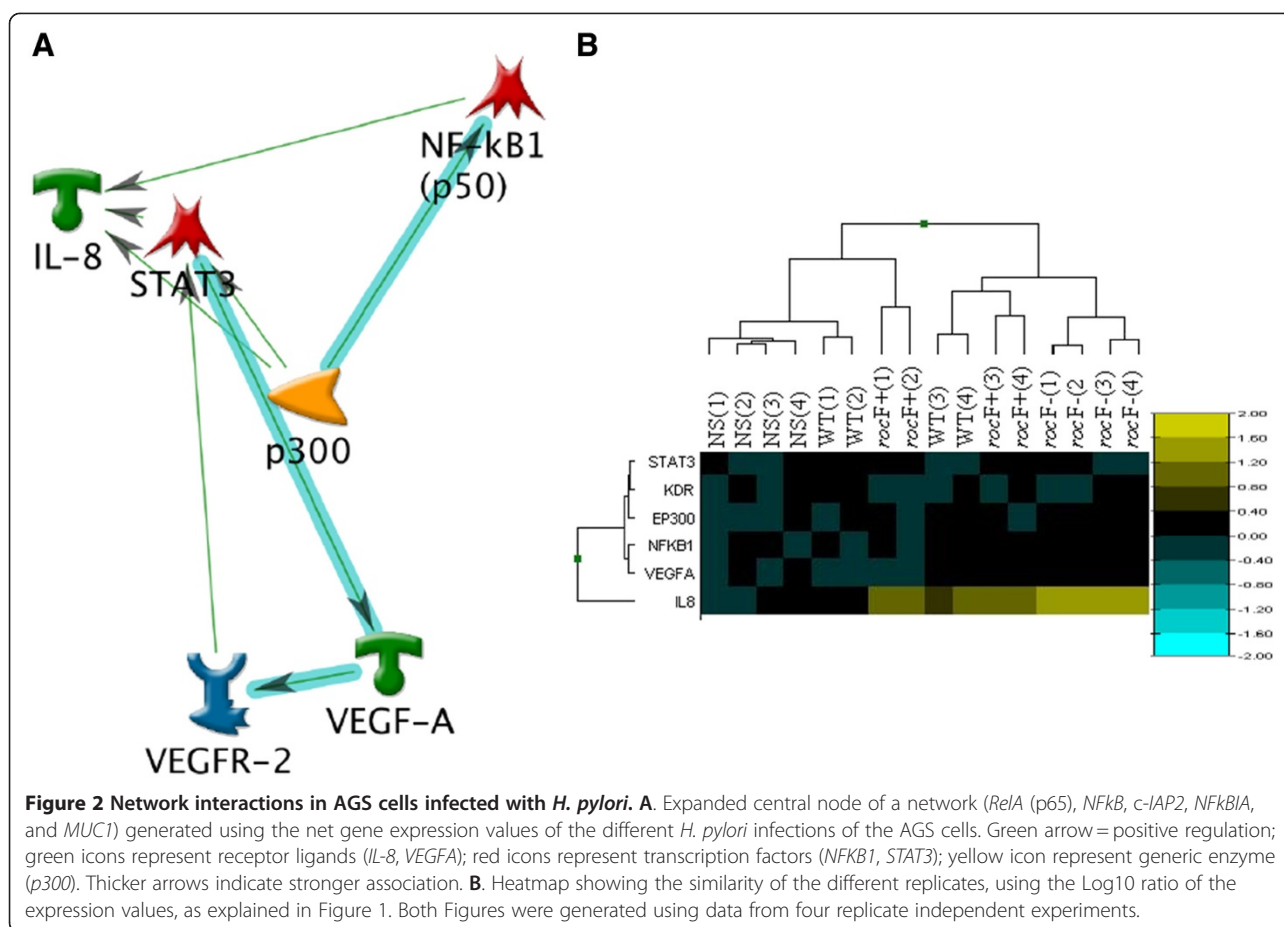 A
B
NF-kB1
(p50)
IL-8
STAT3
p300
VEGF-A
VEGFR-2
NS(1)
NS(2)
NS(3)
NS(4)
WT(1)
WT(2)
rocF+(1)
rocF+(2)
WT(3)
WT(4)
rocF+(3)
rocF+(4)
rocF-(1)
rocF-(2
rocF-(3)
rocF-(4)
STAT3
KDR
EP300
NFKB1
VEGFA
IL8
2.00
1.60
1.20
0.80
0.40
0.00
-0.40
-0.80
-1.20
-1.60
-2.00
Figure 2 Network interactions in AGS cells infected with H. pylori. A. Expanded central node of a network (RelA (p65), NFkB, c-IAP2, NFkBIA,
and MUC1) generated using the net gene expression values of the different H. pylori infections of the AGS cells. Green arrow = positive regulation;
green icons represent receptor ligands (IL-8, VEGFA); red icons represent transcription factors (NFKB1, STAT3); yellow icon represent generic enzyme
(p300). Thicker arrows indicate stronger association. B. Heatmap showing the similarity of the different replicates, using the Log10 ratio of the
expression values, as explained in Figure 1. Both Figures were generated using data from four replicate independent experiments.